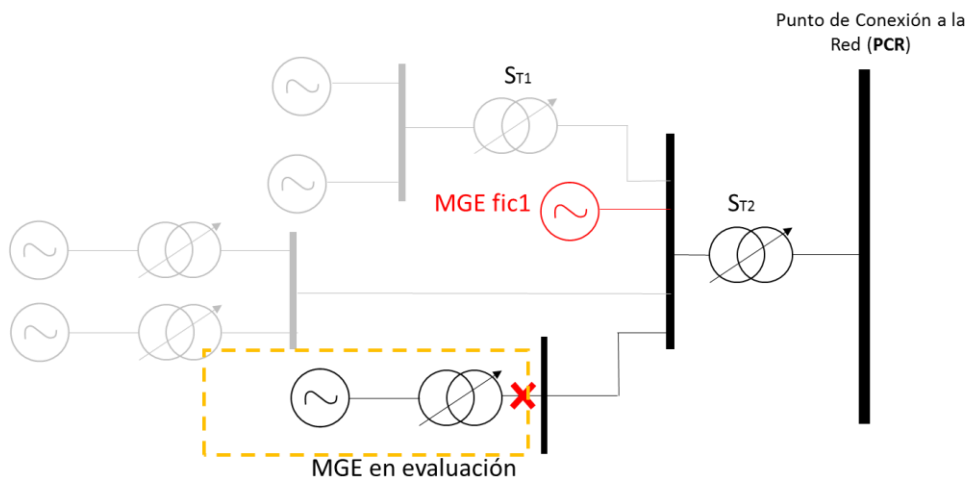 Punto de Conexión a la
Red (PCR)
ST1
MGE fic1
ST2
MGE en evaluación